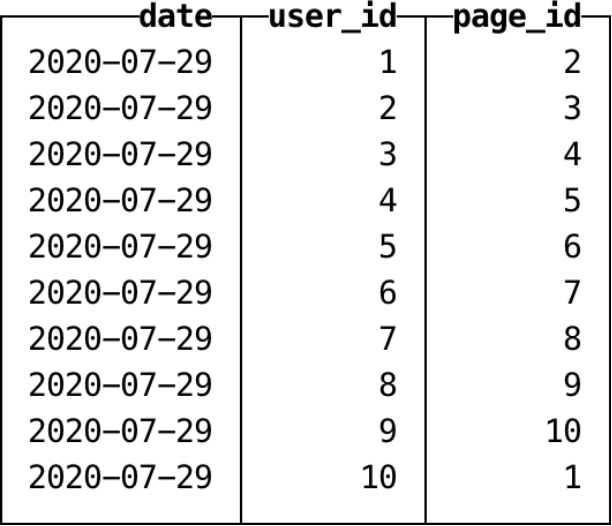 date user_id page_id
2020-07-29 1 2
2020-07-29 2 3
2020-07-29 3 4
2020-07-29 4 5
2020-07-29 5 6
2020-07-29 6 7
2020-07-29 7 8
2020-07-29 8 9
2020-07-29 9 10
2020-07-29 10 1